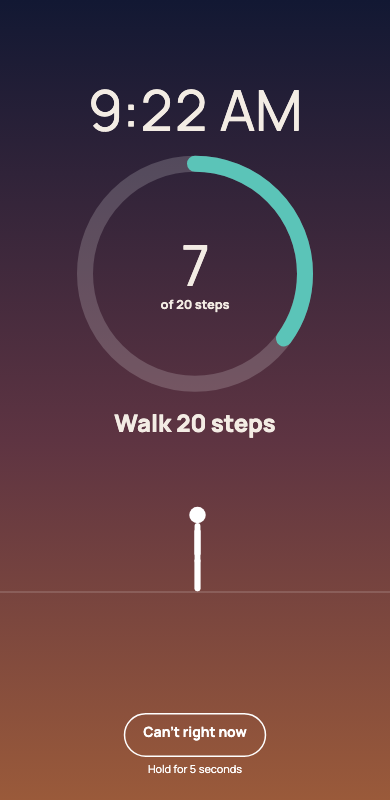 9:22 AM
7
of 20 steps
Walk 20 steps
Can't right now
Hold for 5 seconds